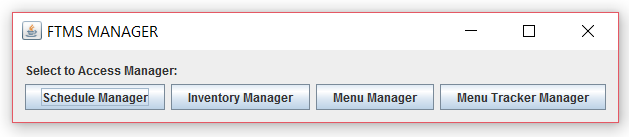 FTMS MANAGER
Select to Access Manager:
Schedule Manager Inventory Manager Menu Manager Menu Tracker Manager